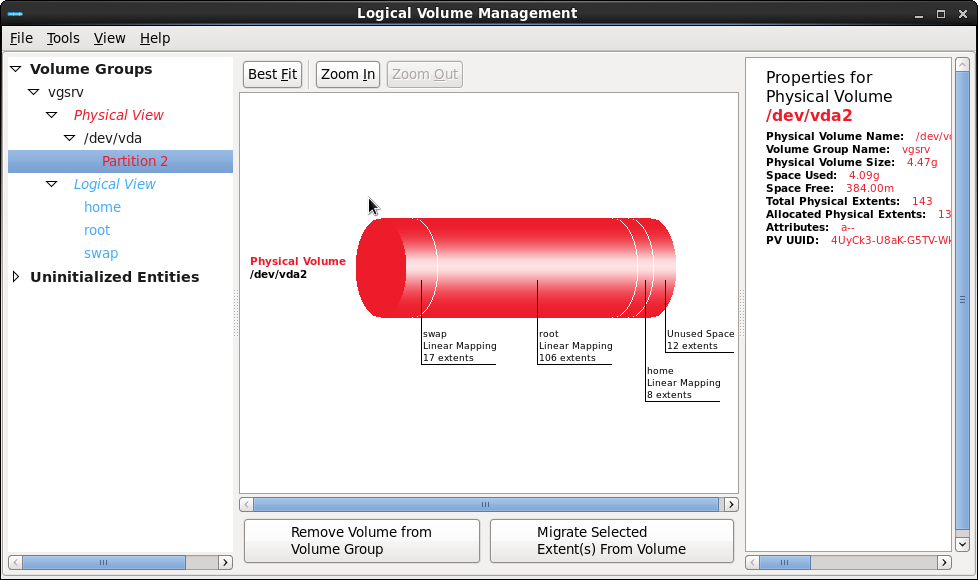 Logical Volume Management
File Tools View Help
Volume Groups
vgsrv
Physical View
/dev/vda
Partition 2
Logical View
home
root
swap
Uninitialized Entities
Best Fit
Zoom In
Zoom Out
Physical Volume
/dev/vda2
swap
Linear Mapping
17 extents
root
Linear Mapping
106 extents
Unused Space
12 extents
home
Linear Mapping
8 extents
Remove Volume from
Volume Group
Migrate Selected
Extent(s) From Volume
Properties for
Physical Volume
/dev/vda2
Physical Volume Name: /dev/v
Volume Group Name: vgsrv
Physical Volume Size: 4.47g
Space Used: 4.09g
Space Free: 384.00m
Total Physical Extents: 143
Allocated Physical Extents: 13
Attributes: a--
PV UUID: 4UyCk3-U8aK-G5TV-W